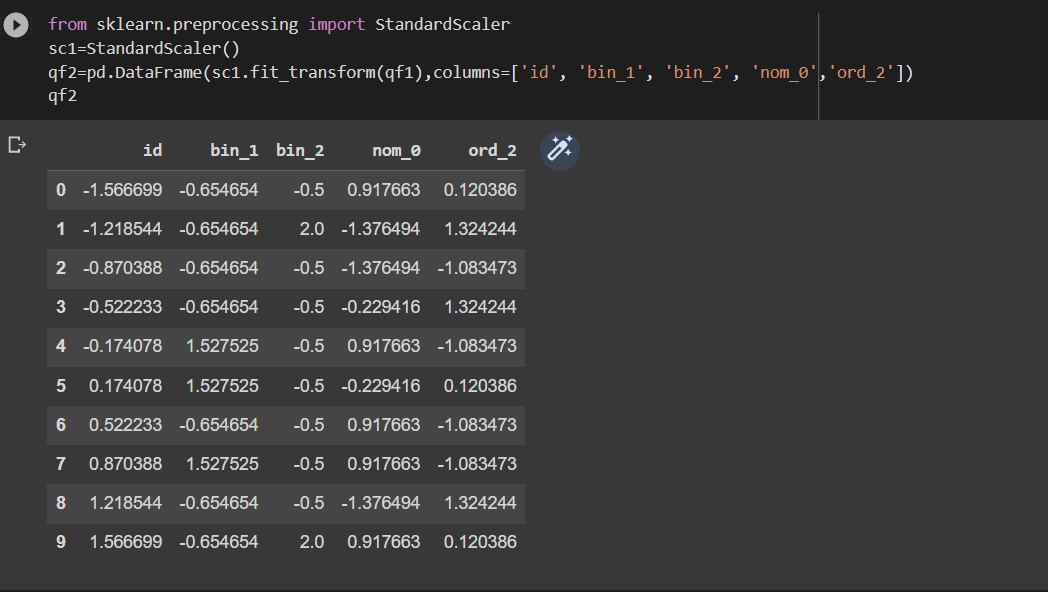 from sklearn.preprocessing import StandardScaler
sc1=StandardScaler()
qf2=pd.DataFrame(sc1.fit_transform(qf1),columns=['id', 'bin_1', 'bin_2', 'nom_0','ord_2'])
qf2
id bin_1 bin_2 nom_0 ord_2
0 -1.566699 -0.654654 -0.5 0.917663 0.120386
1 -1.218544 -0.654654 2.0 -1.376494 1.324244
2 -0.870388 -0.654654 -0.5 -1.376494 -1.083473
3 -0.522233 -0.654654 -0.5 -0.229416 1.324244
4 -0.174078 1.527525 -0.5 0.917663 -1.083473
5 0.174078 1.527525 -0.5 -0.229416 0.120386
6 0.522233 -0.654654 -0.5 0.917663 -1.083473
7 0.870388 1.527525 -0.5 0.917663 -1.083473
8 1.218544 -0.654654 -0.5 -1.376494 1.324244
9 1.566699 -0.654654 2.0 0.917663 0.120386